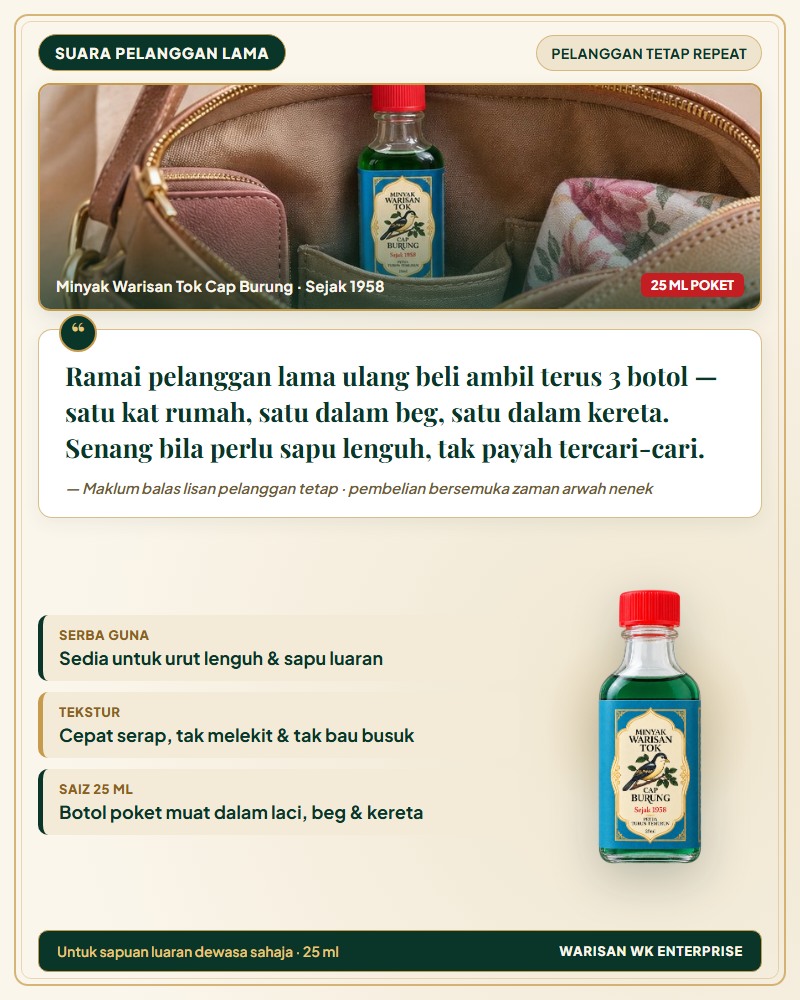 SUARA PELANGGAN LAMA
PELANGGAN TETAP REPEAT
MINYAK
WARISAN
TOK
CAP
BURUNG
Sejak 1958
Minyak Warisan Tok Cap Burung · Sejak 1958
25 ML POKET
“
Ramai pelanggan lama ulang beli ambil terus 3 botol —
satu kat rumah, satu dalam beg, satu dalam kereta.
Senang bila perlu sapu lenguh, tak payah tercari-cari.
— Maklum balas lisan pelanggan tetap · pembelian bersemuka zaman arwah nenek
SERBA GUNA
Sedia untuk urut lenguh & sapu luaran
TEKSTUR
Cepat serap, tak melekit & tak bau busuk
SAIZ 25 ML
Botol poket muat dalam laci, beg & kereta
MINYAK
WARISAN
TOK
CAP
BURUNG
Sejak 1958
25ml
Untuk sapuan luaran dewasa sahaja · 25 ml
WARISAN WK ENTERPRISE